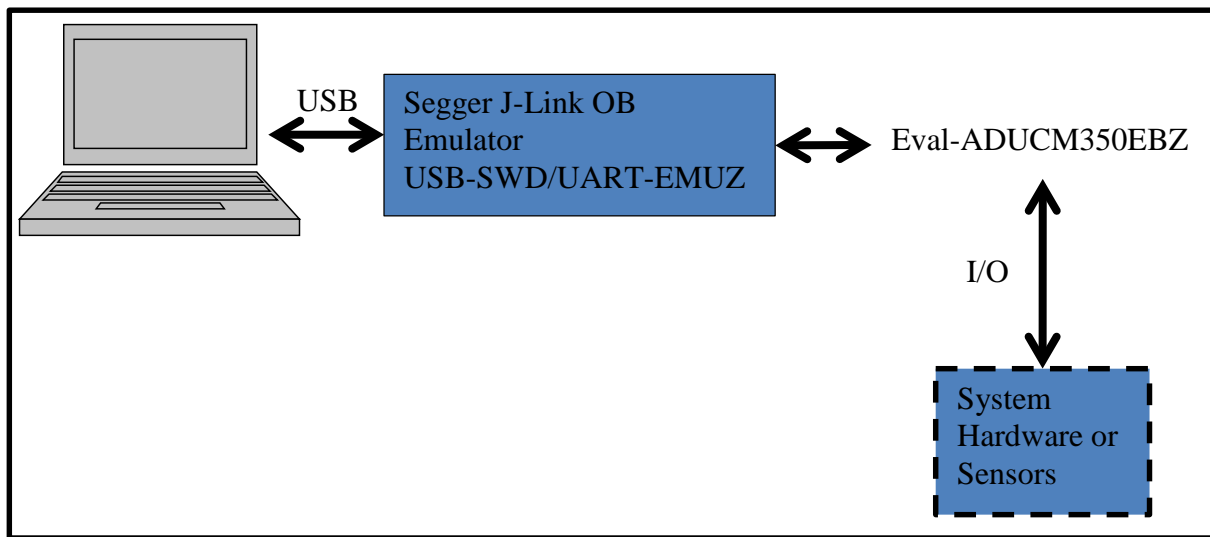 USB
Segger J-Link OB
Emulator
USB-SWD/UART-EMUZ
Eval-ADUCM350EBZ
I/O
System
Hardware or
Sensors